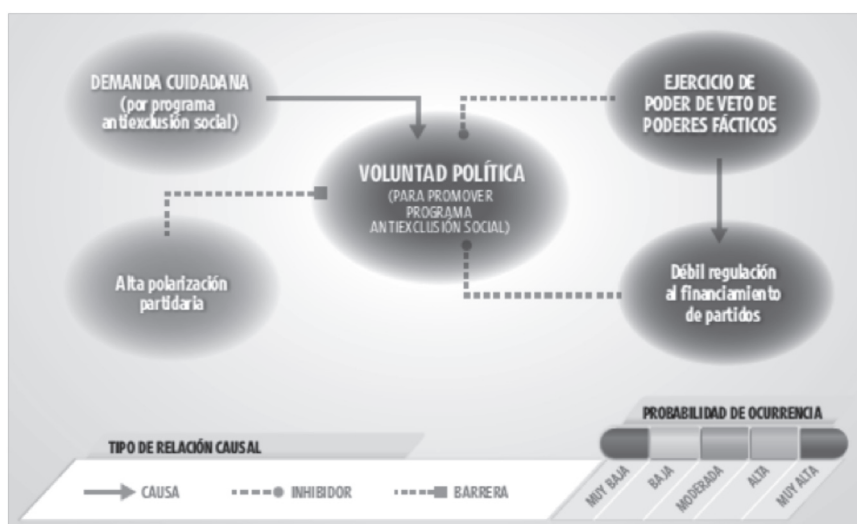 DEMANDA CUIDADANA
(por programa
antiexclusión social)
EJERCICIO DE
PODER DE VETO DE
PODERES FÁCTICOS
VOLUNTAD POLÍTICA
(PARA PROMOVER
PROGRAMA
ANTIEXCLUSIÓN SOCIAL)
Alta polarización
partidaria
Débil regulación
al financiamiento
de partidos
PROBABILIDAD DE OCURRENCIA
MUY BAJA
BAJA
MODERADA
ALTA
MUY ALTA
TIPO DE RELACIÓN CAUSAL
CAUSA
INHIBIDOR
BARRERA